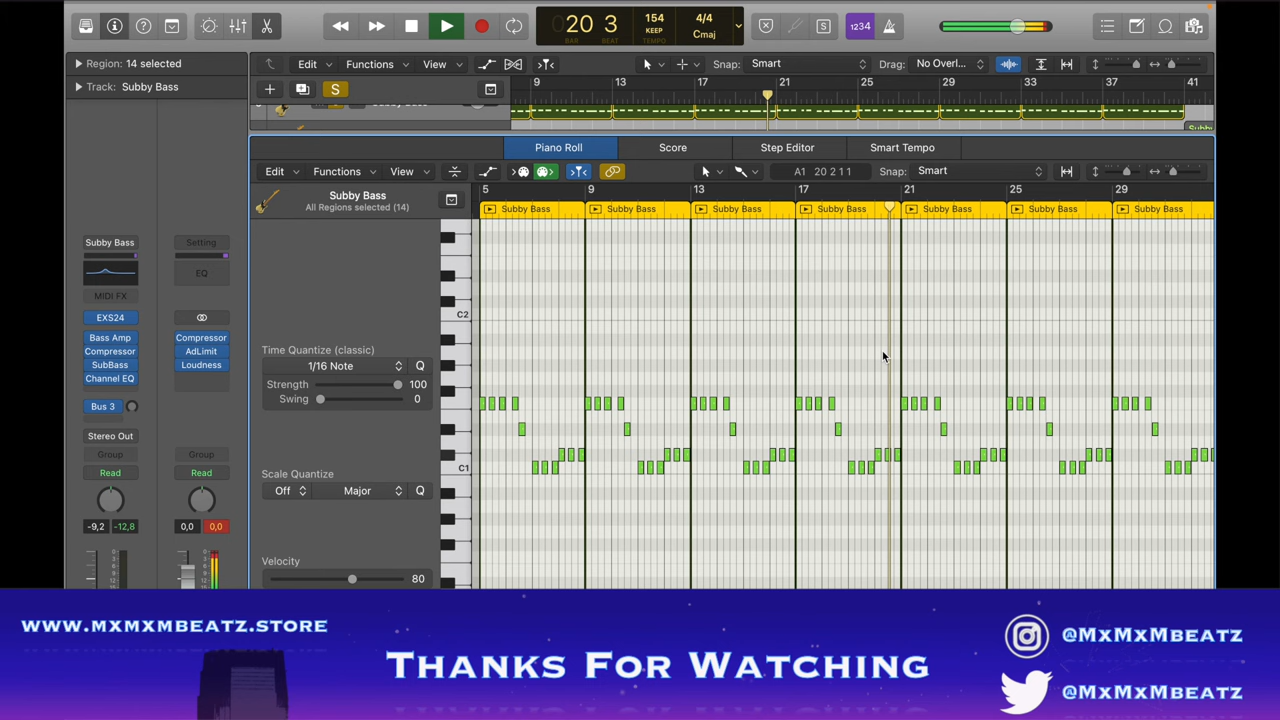 20 3
BAR BEAT
154
KEEP
TEMPO
4/4
Cmaj
S
1234
Region: 14 selected
Track: Subby Bass
Edit Functions View
Snap: Smart
Drag: No Overl...
S
9 13 17 21 25 29 33 37 41
Piano Roll
Score
Step Editor
Smart Tempo
Edit Functions View
A1 20 2 1 1
Snap: Smart
Subby Bass
All Regions selected (14)
5 9 13 17 21 25 29
Subby Bass
Subby Bass
Subby Bass
Subby Bass
Subby Bass
Subby Bass
Subby Bass
Subby Bass
Setting
EQ
MIDI FX
EXS24
Bass Amp
Compressor
SubBass
Channel EQ
Compressor
AdLimit
Loudness
Bus 3
Stereo Out
Group
Group
Read
Read
-9,2 -12,8
0,0 0,0
C2
C1
Time Quantize (classic)
1/16 Note Q
Strength 100
Swing 0
Scale Quantize
Off Major Q
Velocity
80
www.mxmxmbeatz.store
Thanks For Watching
@MxMxMbeatz
@MxMxMbeatz